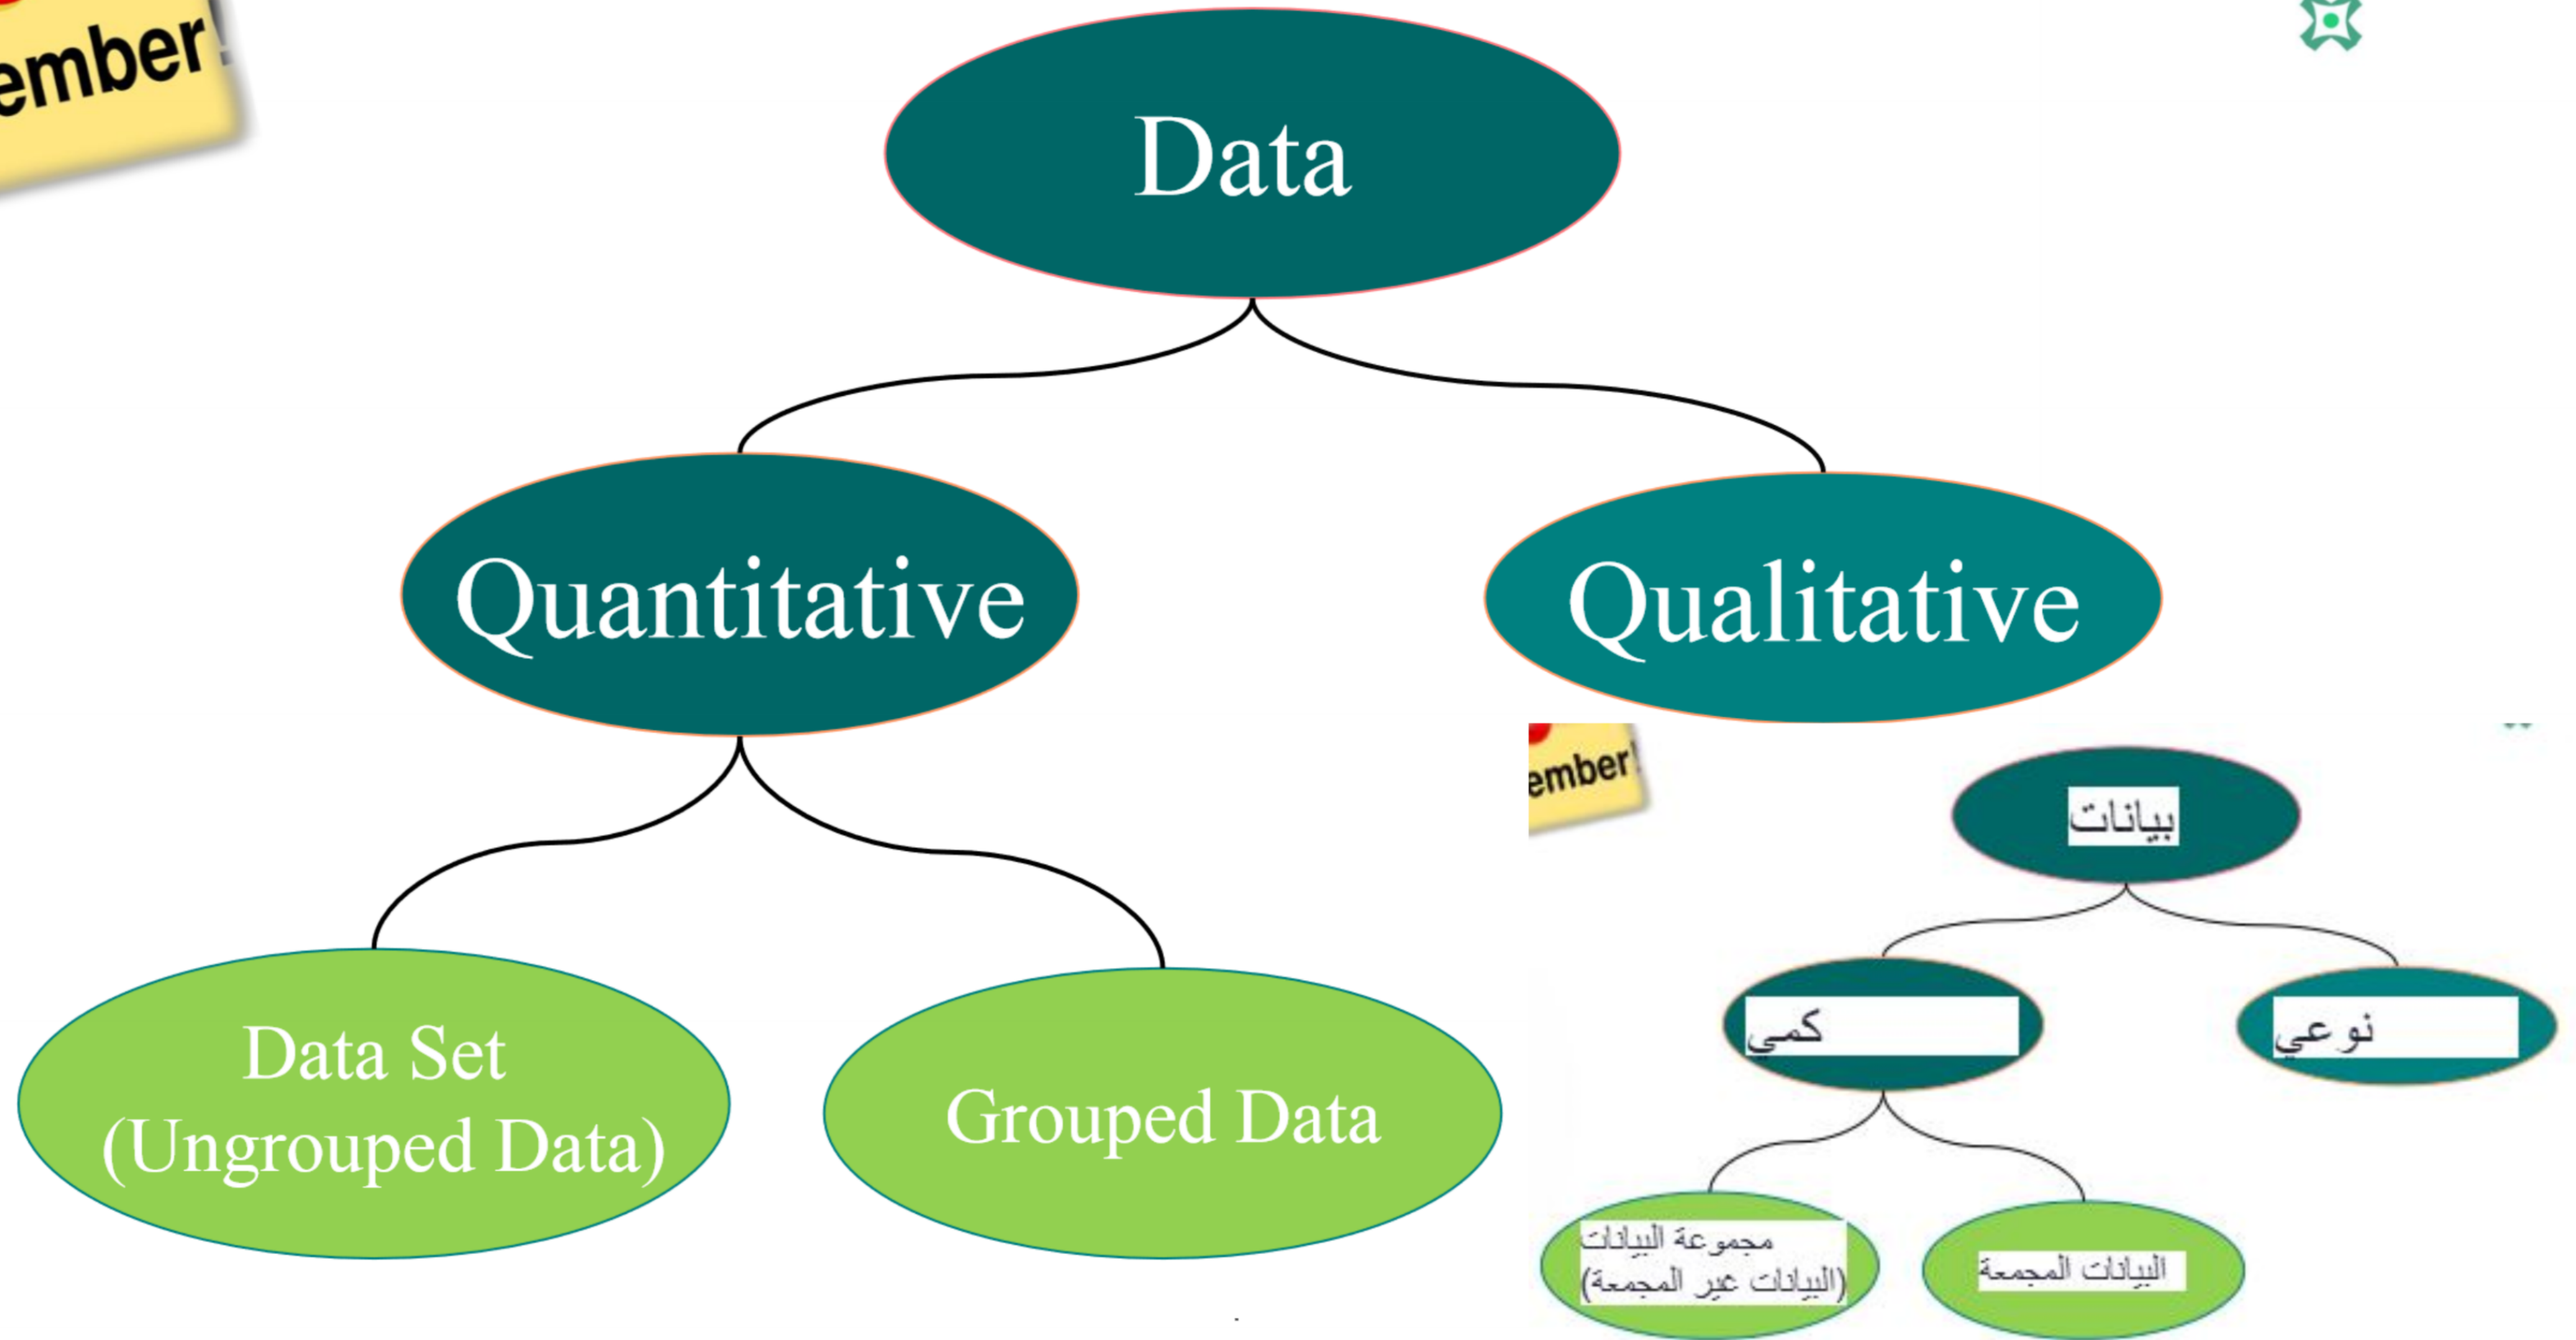 ember!
Data
Quantitative
Qualitative
Data Set
(Ungrouped Data)
Grouped Data
ember!
بيانات
كمي
نوعي
مجموعة البيانات
(البيانات غير المجمعة)
البيانات المجمعة